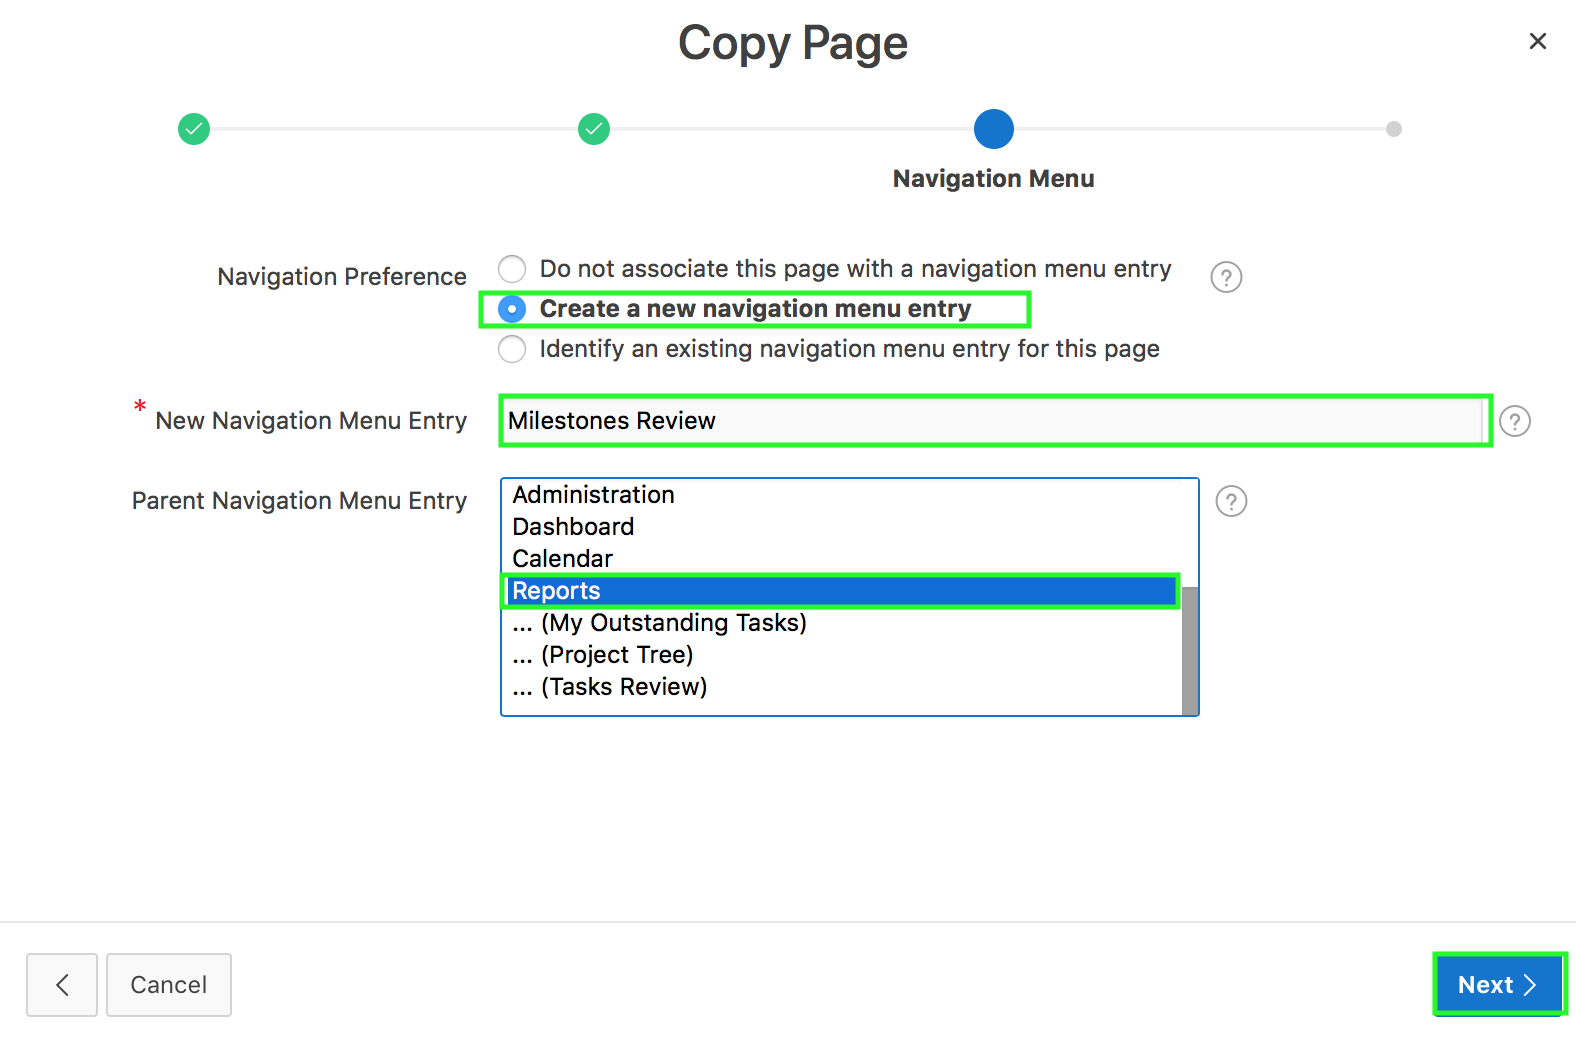 Copy Page
Navigation Menu
Navigation Preference
Do not associate this page with a navigation menu entry
?
Create a new navigation menu entry
Identify an existing navigation menu entry for this page
* New Navigation Menu Entry
Milestones Review
?
Parent Navigation Menu Entry
Administration
?
Dashboard
Calendar
Reports
... (My Outstanding Tasks)
... (Project Tree)
... (Tasks Review)
Cancel
Next